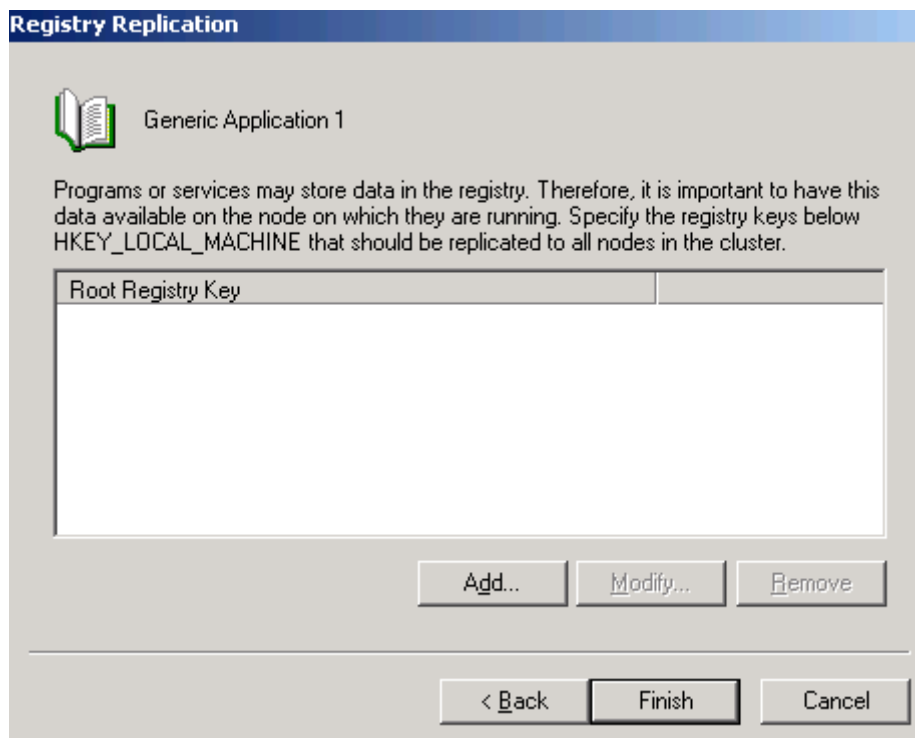 Registry Replication
Generic Application 1
Programs or services may store data in the registry. Therefore, it is important to have this
data available on the node on which they are running. Specify the registry keys below
HKEY_LOCAL_MACHINE that should be replicated to all nodes in the cluster.
Root Registry Key
Add... Modify... Remove
< Back Finish Cancel